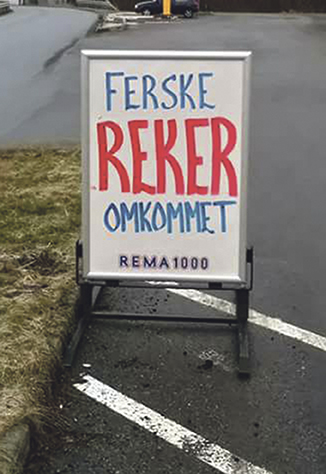 FERSKE
REKER
OMKOMMET
REMA 1000